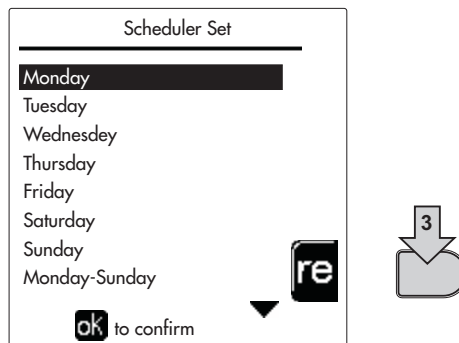 Scheduler Set
Monday
Tuesday
Wednesdey
Thursday
Friday
Saturday
Sunday
Monday-Sunday
re
ok to confirm
3